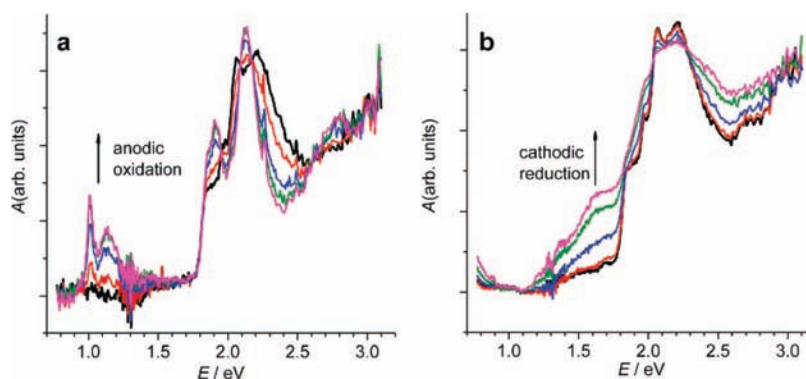 a
A(arb. units)
anodic
oxidation
1.0 1.5 2.0 2.5 3.0
E / eV
b
A(arb. units)
cathodic
reduction
1.0 1.5 2.0 2.5 3.0
E / eV